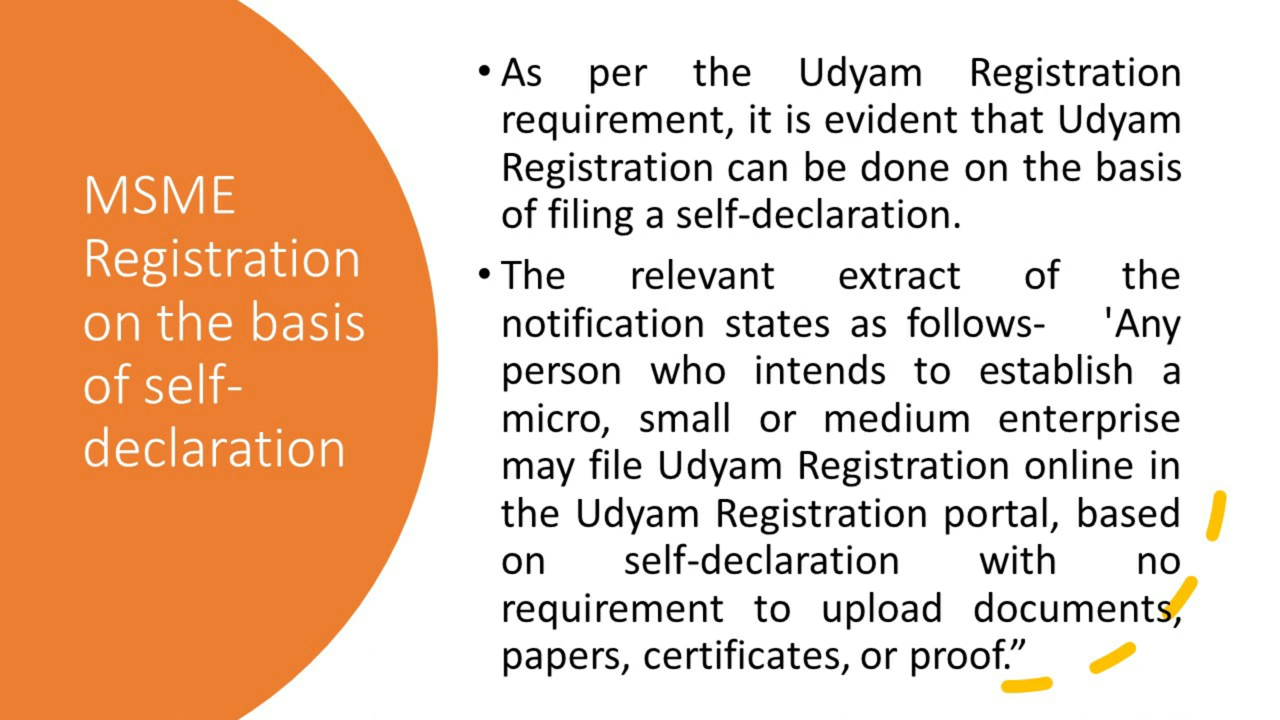 MSME
Registration
on the basis
of self-
declaration
• As per the Udyam Registration
requirement, it is evident that Udyam
Registration can be done on the basis
of filing a self-declaration.
• The relevant extract of the
notification states as follows- 'Any
person who intends to establish a
micro, small or medium enterprise
may file Udyam Registration online in
the Udyam Registration portal, based
on self-declaration with no
requirement to upload documents,
papers, certificates, or proof.”